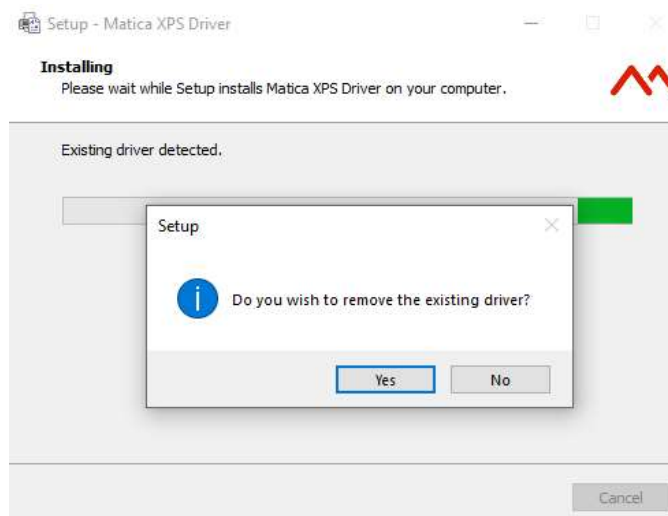 Setup - Matica XPS Driver
Installing
Please wait while Setup installs Matica XPS Driver on your computer.
Existing driver detected.
Setup
Do you wish to remove the existing driver?
Yes No
Cancel